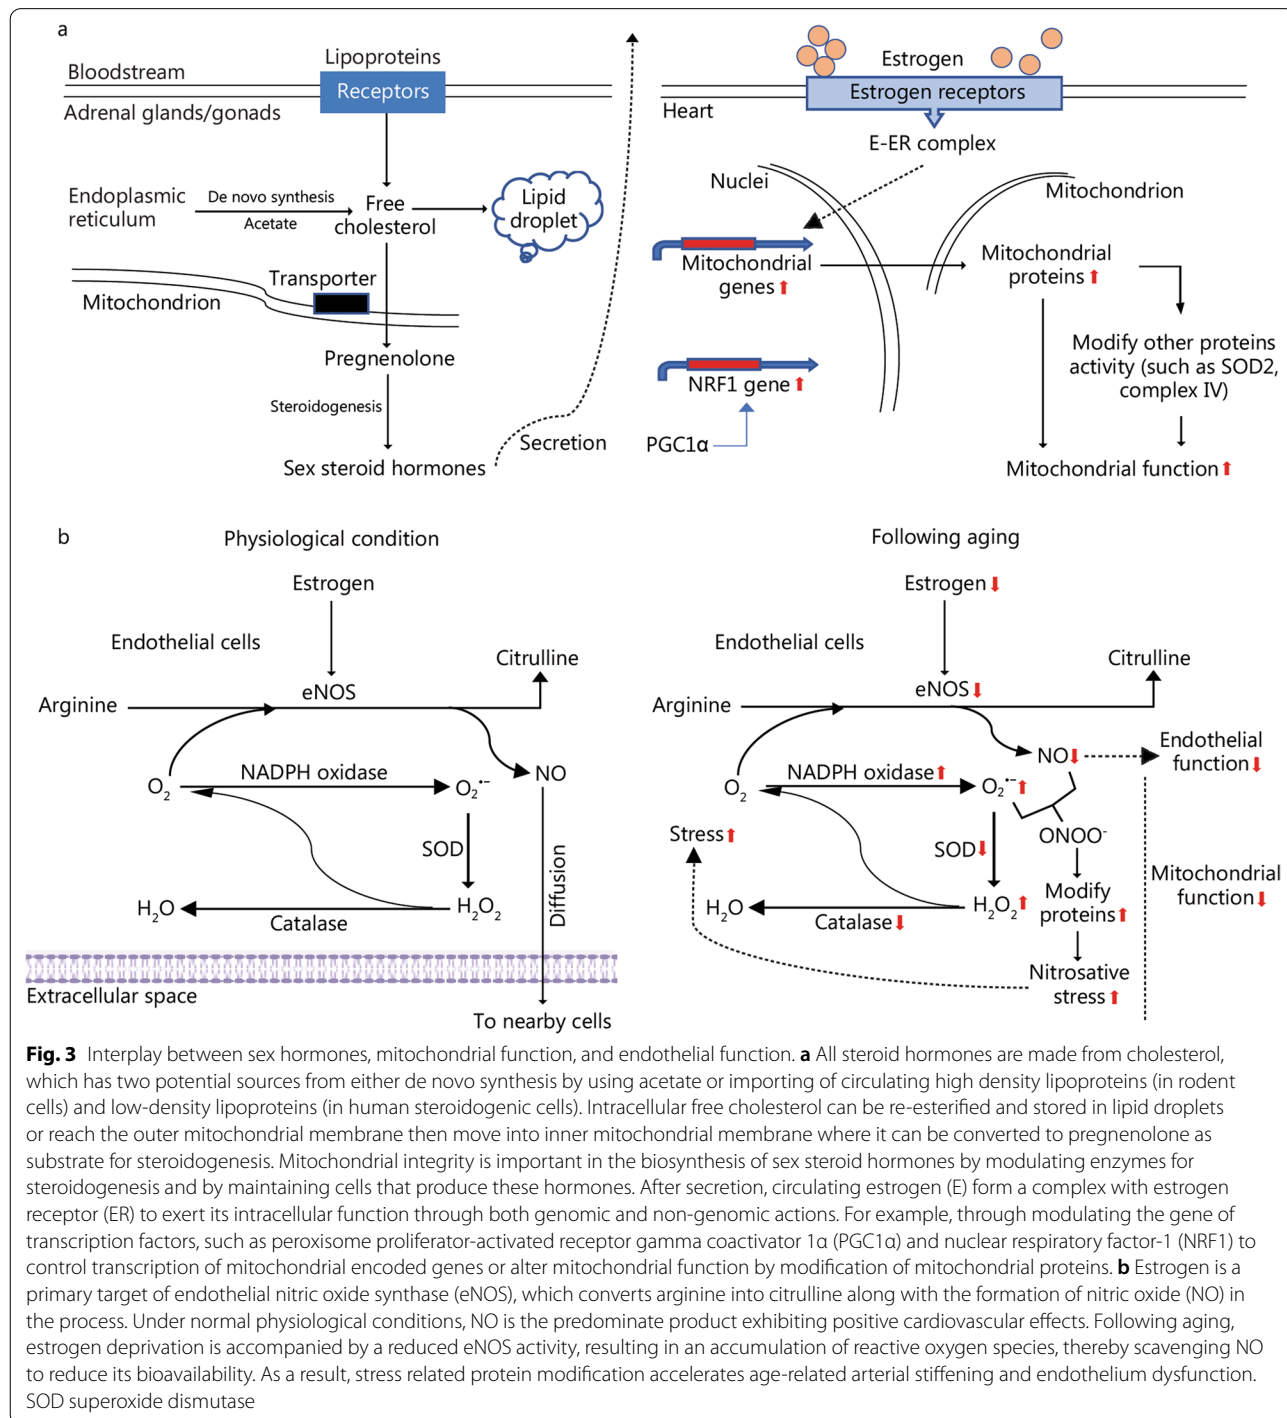 a
Lipoproteins
Bloodstream
Receptors
Adrenal glands/gonads
Endoplasmic
reticulum
De novo synthesis
Acetate
Free
cholesterol
Lipid
droplet
Transporter
Mitochondrion
Pregnenolone
Steroidogenesis
Sex steroid hormones
Secretion
Estrogen
Estrogen receptors
Heart
E-ER complex
Nuclei
Mitochondrion
Mitochondrial
genes⬆
Mitochondrial
proteins⬆
NRF1 gene⬆
PGC1α
Modify other proteins
activity (such as SOD2,
complex IV)
Mitochondrial function⬆
b
Physiological condition
Estrogen
Endothelial cells
Citrulline
eNOS
Arginine
NADPH oxidase
NO
O₂
O₂•−
SOD
Diffusion
H₂O
Catalase
H₂O₂
Extracellular space
To nearby cells
Following aging
Estrogen⬇
Endothelial cells
Citrulline
eNOS⬇
Arginine
NO⬇
Endothelial
function⬇
NADPH oxidase⬆
O₂
O₂•−⬆
Stress⬆
SOD⬇
ONOO⁻
Mitochondrial
function⬇
Modify
proteins⬆
H₂O
Catalase⬇
H₂O₂⬆
Nitrosative
stress⬆
Fig. 3 Interplay between sex hormones, mitochondrial function, and endothelial function. a All steroid hormones are made from cholesterol,
which has two potential sources from either de novo synthesis by using acetate or importing of circulating high density lipoproteins (in rodent
cells) and low-density lipoproteins (in human steroidogenic cells). Intracellular free cholesterol can be re-esterified and stored in lipid droplets
or reach the outer mitochondrial membrane then move into inner mitochondrial membrane where it can be converted to pregnenolone as
substrate for steroidogenesis. Mitochondrial integrity is important in the biosynthesis of sex steroid hormones by modulating enzymes for
steroidogenesis and by maintaining cells that produce these hormones. After secretion, circulating estrogen (E) form a complex with estrogen
receptor (ER) to exert its intracellular function through both genomic and non-genomic actions. For example, through modulating the gene of
transcription factors, such as peroxisome proliferator-activated receptor gamma coactivator 1α (PGC1α) and nuclear respiratory factor-1 (NRF1) to
control transcription of mitochondrial encoded genes or alter mitochondrial function by modification of mitochondrial proteins. b Estrogen is a
primary target of endothelial nitric oxide synthase (eNOS), which converts arginine into citrulline along with the formation of nitric oxide (NO) in
the process. Under normal physiological conditions, NO is the predominate product exhibiting positive cardiovascular effects. Following aging,
estrogen deprivation is accompanied by a reduced eNOS activity, resulting in an accumulation of reactive oxygen species, thereby scavenging NO
to reduce its bioavailability. As a result, stress related protein modification accelerates age-related arterial stiffening and endothelium dysfunction.
SOD superoxide dismutase